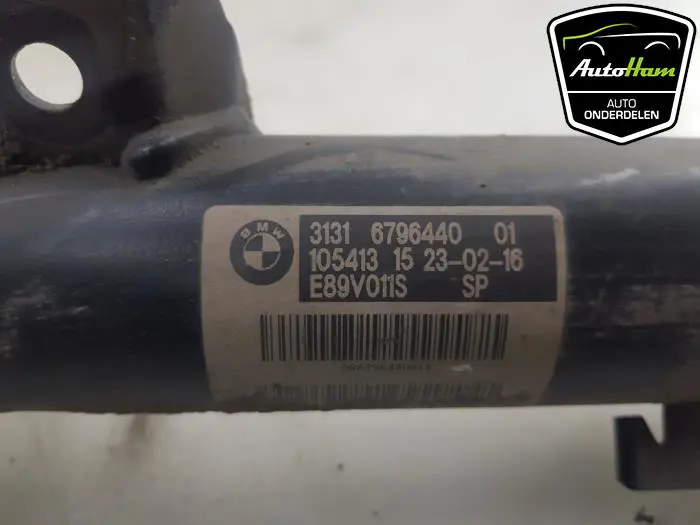 AutoHam
AUTO
ONDERDELEN
BMW
3131 6796440 01
105413 15 23-02-16
E89V011S SP